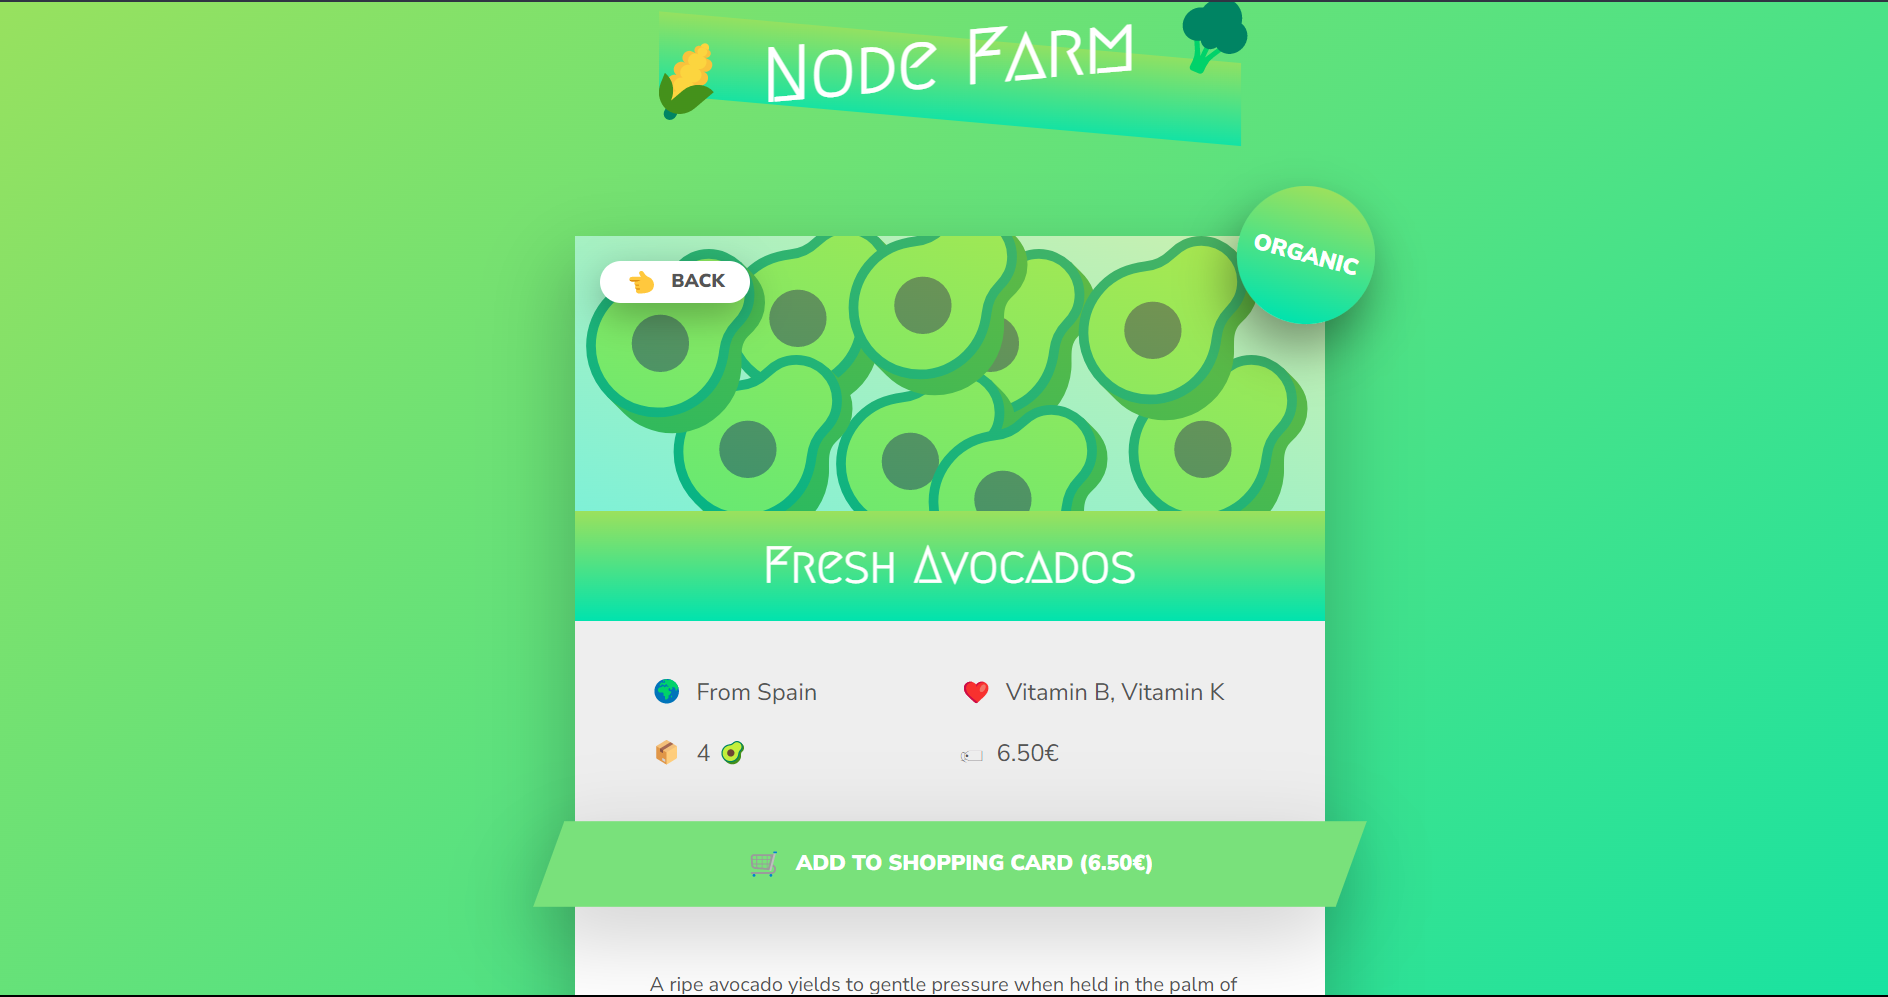 Node Farm
ORGANIC
BACK
Fresh Avocados
From Spain
Vitamin B, Vitamin K
4
6.50€
ADD TO SHOPPING CARD (6.50€)
A ripe avocado yields to gentle pressure when held in the palm of